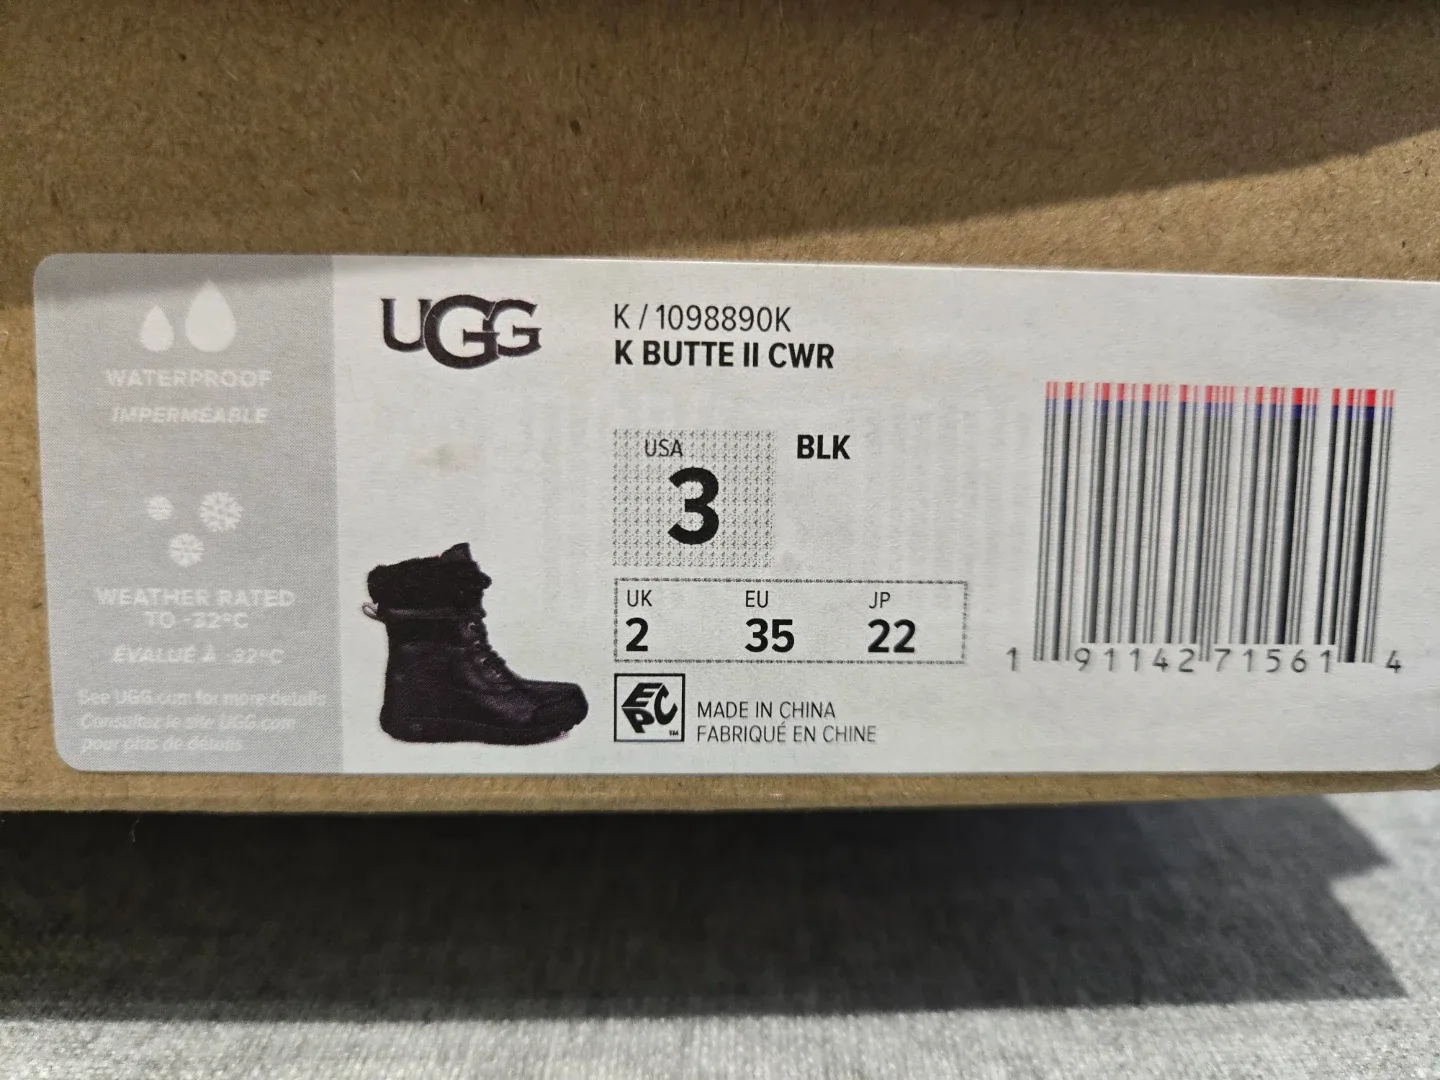 WATERPROOF
IMPERMÉABLE
WEATHER RATED
TO -32°C
ÉVALUÉ À -32°C
See UGG.com for more details
Consultez le site UGG.com
pour plus de détails
UGG
K / 1098890K
K BUTTE II CWR
USA
3
BLK
UK EU JP
2 35 22
EPC ™
MADE IN CHINA
FABRIQUÉ EN CHINE
1 91142 71561 4